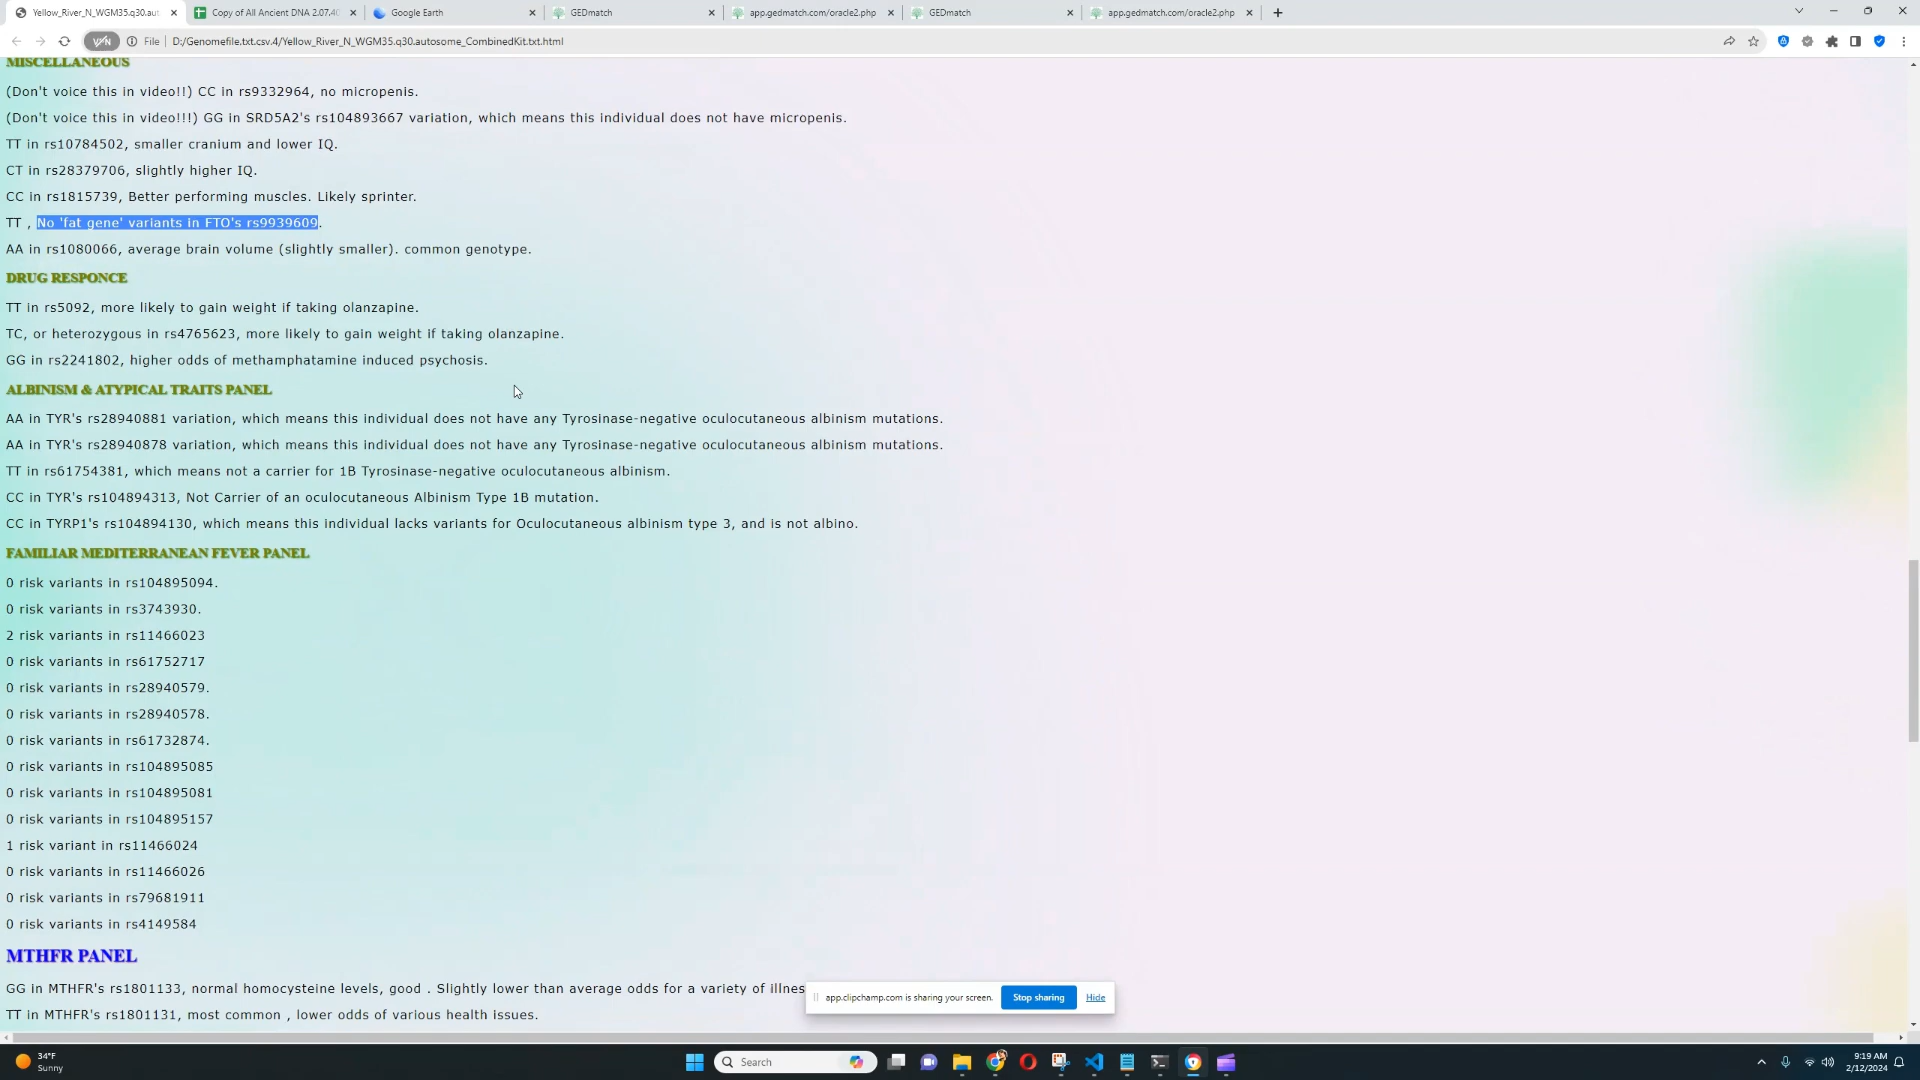 Yellow_River_N_WGM35.q30.aut
Copy of All Ancient DNA 2.07.40
Google Earth
GEDmatch
app.gedmatch.com/oracle2.php
GEDmatch
app.gedmatch.com/oracle2.php
VPN
File
D:/Genomefile.txt.csv.4/Yellow_River_N_WGM35.q30.autosome_CombinedKit.txt.html
MISCELLANEOUS
(Don't voice this in video!!) CC in rs9332964, no micropenis.
(Don't voice this in video!!!) GG in SRD5A2's rs104893667 variation, which means this individual does not have micropenis.
TT in rs10784502, smaller cranium and lower IQ.
CT in rs28379706, slightly higher IQ.
CC in rs1815739, Better performing muscles. Likely sprinter.
TT , No 'fat gene' variants in FTO's rs9939609.
AA in rs1080066, average brain volume (slightly smaller). common genotype.
DRUG RESPONCE
TT in rs5092, more likely to gain weight if taking olanzapine.
TC, or heterozygous in rs4765623, more likely to gain weight if taking olanzapine.
GG in rs2241802, higher odds of methamphatamine induced psychosis.
ALBINISM & ATYPICAL TRAITS PANEL
AA in TYR's rs28940881 variation, which means this individual does not have any Tyrosinase-negative oculocutaneous albinism mutations.
AA in TYR's rs28940878 variation, which means this individual does not have any Tyrosinase-negative oculocutaneous albinism mutations.
TT in rs61754381, which means not a carrier for 1B Tyrosinase-negative oculocutaneous albinism.
CC in TYR's rs104894313, Not Carrier of an oculocutaneous Albinism Type 1B mutation.
CC in TYRP1's rs104894130, which means this individual lacks variants for Oculocutaneous albinism type 3, and is not albino.
FAMILIAR MEDITERRANEAN FEVER PANEL
0 risk variants in rs104895094.
0 risk variants in rs3743930.
2 risk variants in rs11466023
0 risk variants in rs61752717
0 risk variants in rs28940579.
0 risk variants in rs28940578.
0 risk variants in rs61732874.
0 risk variants in rs104895085
0 risk variants in rs104895081
0 risk variants in rs104895157
1 risk variant in rs11466024
0 risk variants in rs11466026
0 risk variants in rs79681911
0 risk variants in rs4149584
MTHFR PANEL
GG in MTHFR's rs1801133, normal homocysteine levels, good . Slightly lower than average odds for a variety of illnes
TT in MTHFR's rs1801131, most common , lower odds of various health issues.
app.clipchamp.com is sharing your screen.
Stop sharing
Hide
34°F
Sunny
Search
9:19 AM
2/12/2024